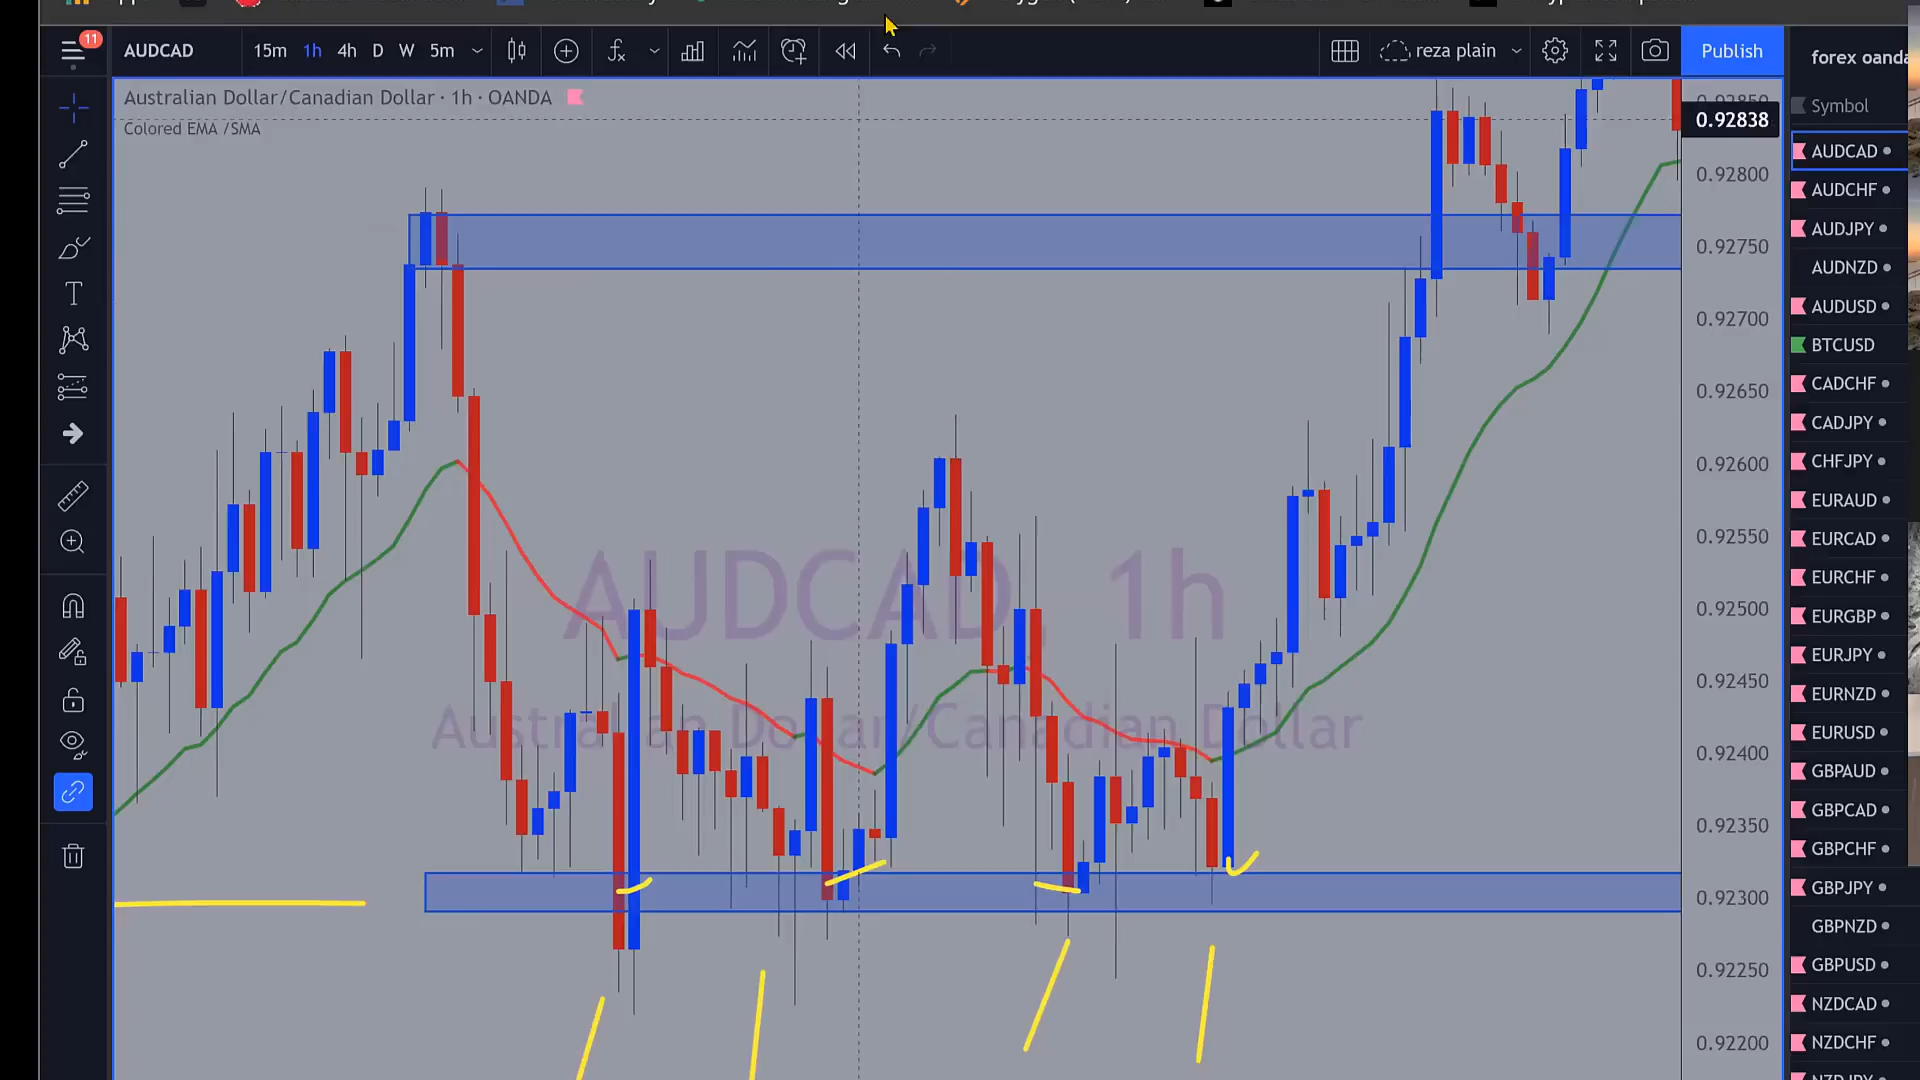 11
AUDCAD
15m 1h 4h D W 5m
reza plain
Publish
forex oanda
Australian Dollar/Canadian Dollar · 1h · OANDA
Colored EMA /SMA
AUDCAD, 1h
Australian Dollar/Canadian Dollar
0.92850
0.92838
0.92800
0.92750
0.92700
0.92650
0.92600
0.92550
0.92500
0.92450
0.92400
0.92350
0.92300
0.92250
0.92200
Symbol
AUDCAD
AUDCHF
AUDJPY
AUDNZD
AUDUSD
BTCUSD
CADCHF
CADJPY
CHFJPY
EURAUD
EURCAD
EURCHF
EURGBP
EURJPY
EURNZD
EURUSD
GBPAUD
GBPCAD
GBPCHF
GBPJPY
GBPNZD
GBPUSD
NZDCAD
NZDCHF